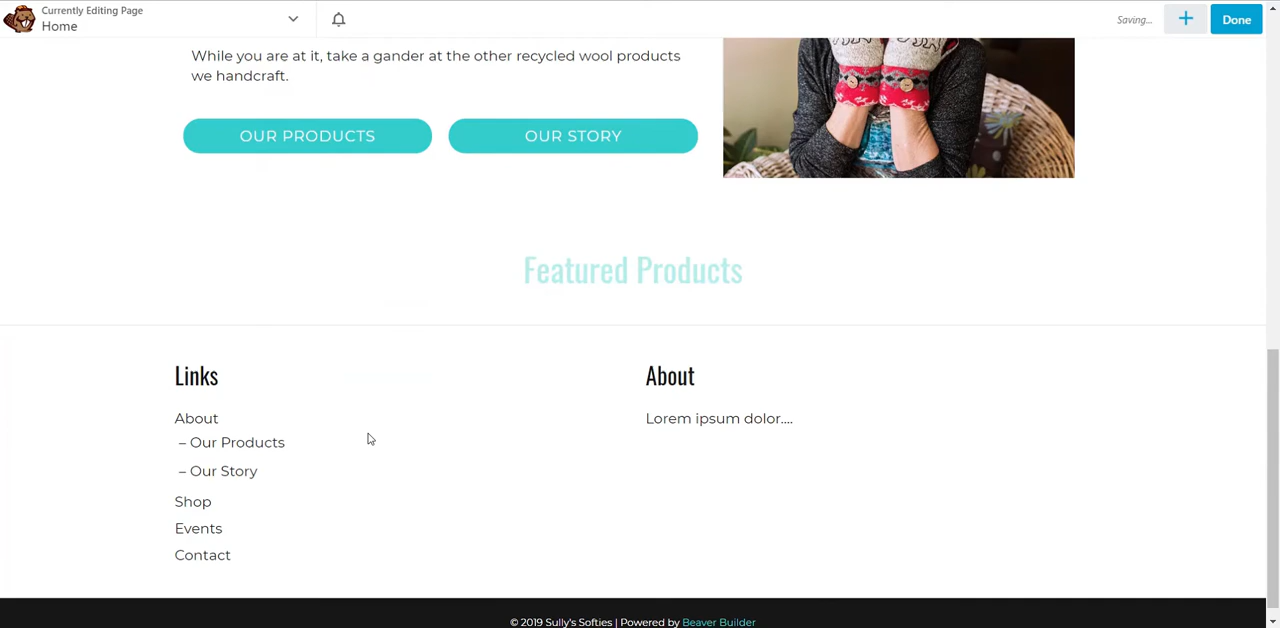 Currently Editing Page
Home
Saving...
Done
While you are at it, take a gander at the other recycled wool products
we handcraft.
OUR PRODUCTS
OUR STORY
Featured Products
Links
About
– Our Products
– Our Story
Shop
Events
Contact
About
Lorem ipsum dolor....
© 2019 Sully's Softies | Powered by Beaver Builder